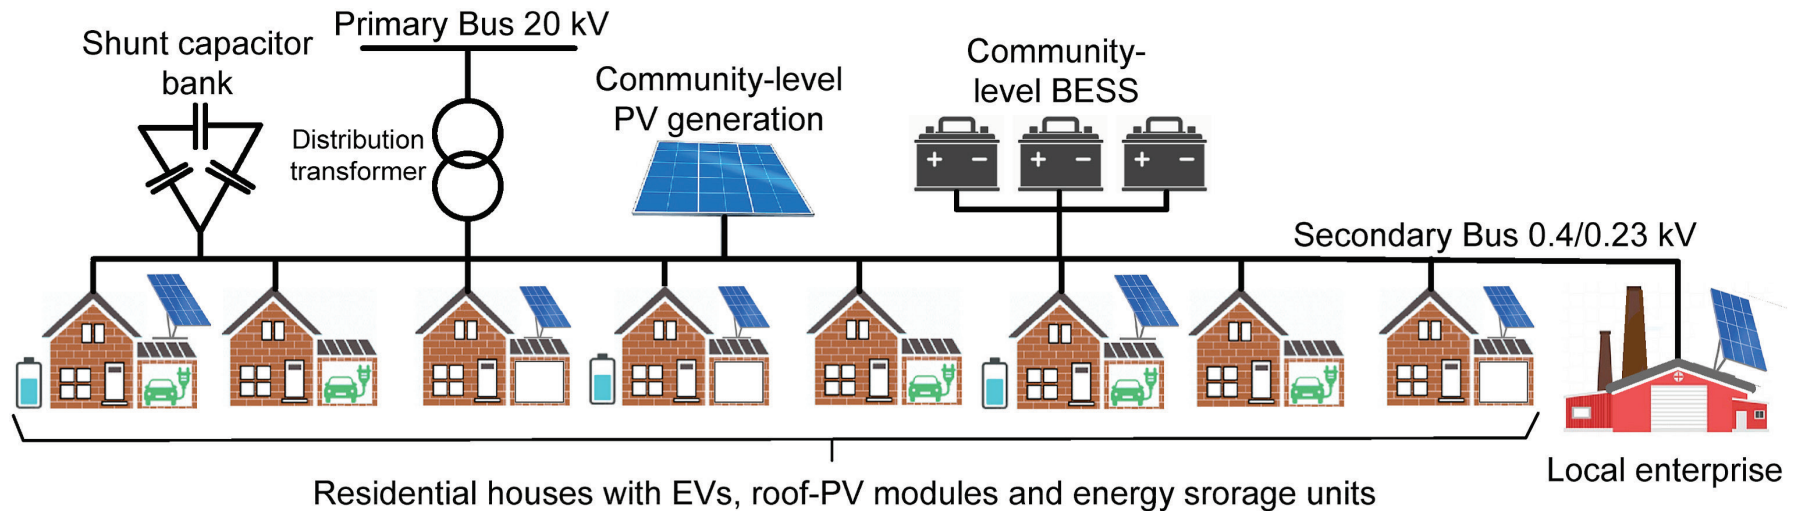 Primary Bus 20 kV
Shunt capacitor
bank
Distribution
transformer
Community-level
PV generation
Community-
level BESS
+ − + − + −
Secondary Bus 0.4/0.23 kV
Local enterprise
Residential houses with EVs, roof-PV modules and energy srorage units